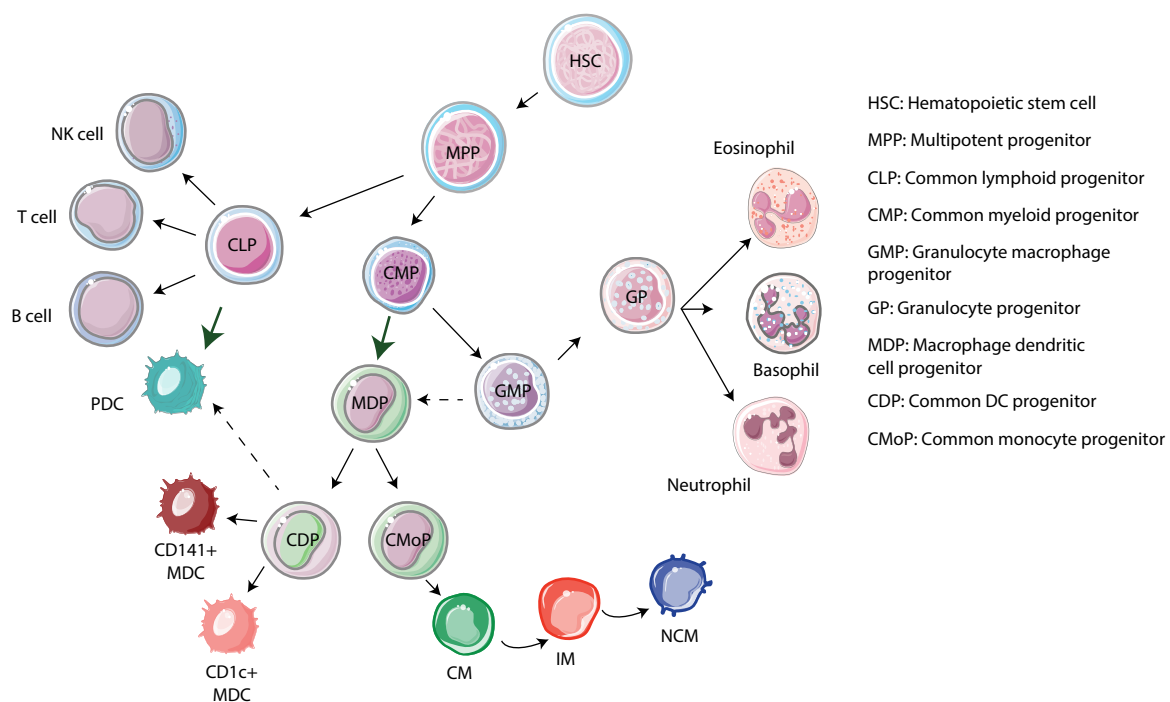 HSC
MPP
NK cell
T cell
B cell
CLP
CMP
PDC
MDP
GMP
GP
Eosinophil
Basophil
Neutrophil
CD141+
MDC
CDP
CMoP
CD1c+
MDC
CM
IM
NCM
HSC: Hematopoietic stem cell
MPP: Multipotent progenitor
CLP: Common lymphoid progenitor
CMP: Common myeloid progenitor
GMP: Granulocyte macrophage
progenitor
GP: Granulocyte progenitor
MDP: Macrophage dendritic
cell progenitor
CDP: Common DC progenitor
CMoP: Common monocyte progenitor